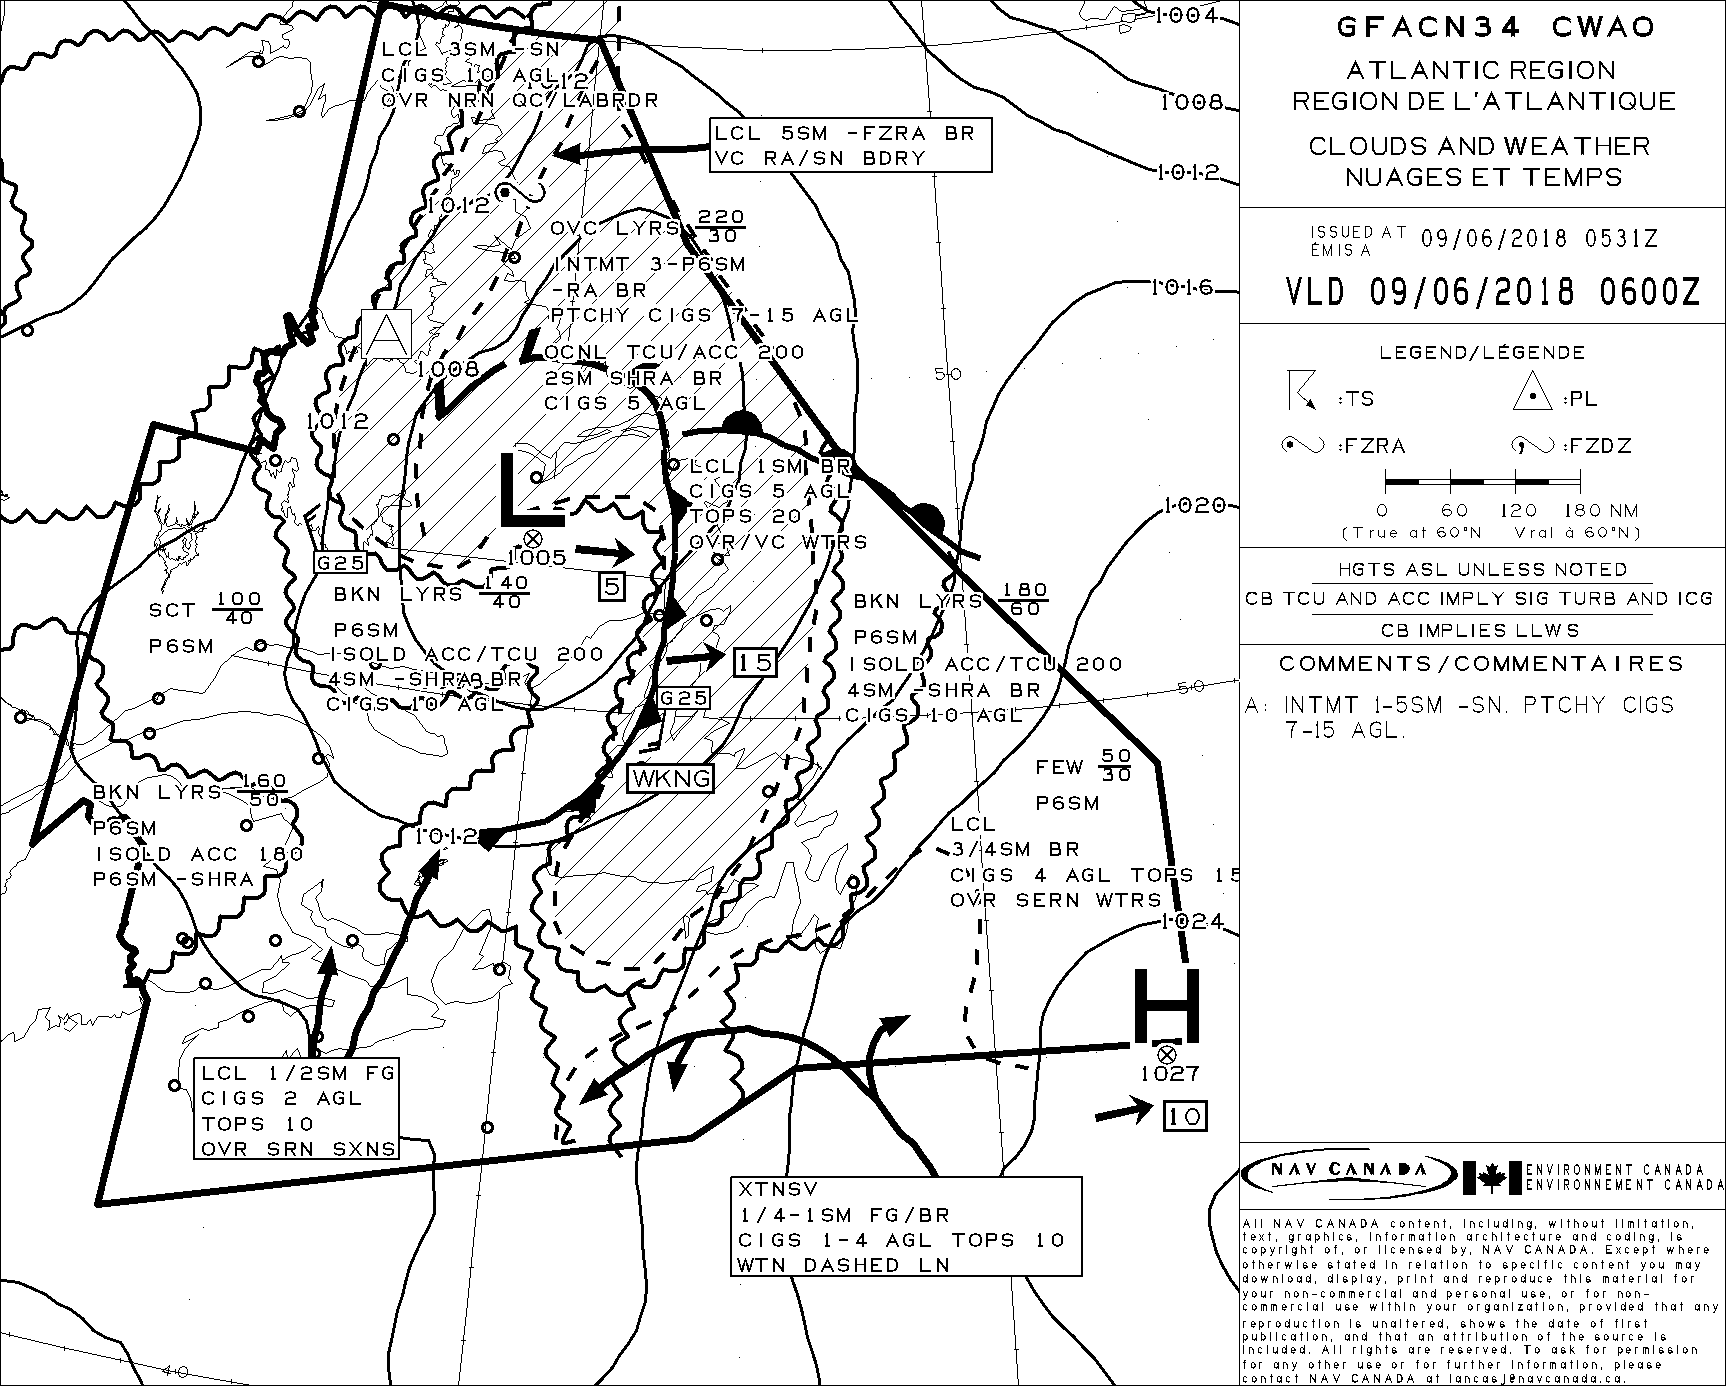 LCL 3SM -SN
CIGS 10 AGL
OVR NRN QC/LABRDR
1012
LCL 5SM -FZRA BR
VC RA/SN BDRY
1004
1008
1012
1016
1020
1024
1012
OVC LYRS 220
30
INTMT 3-P6SM
-RA BR
PTCHY CIGS 7-15 AGL
OCNL TCU/ACC 200
2SM SHRA BR
CIGS 5 AGL
A
1008
1012
50
LCL 1SM BR
CIGS 5 AGL
TOPS 20
OVR/VC WTRS
L
1005
5
G25
BKN LYRS 140
40
P6SM
ISOLD ACC/TCU 200
4SM -SHRA BR
CIGS 10 AGL
SCT 100
40
P6SM
BKN LYRS 180
60
P6SM
ISOLD ACC/TCU 200
4SM -SHRA BR
CIGS 10 AGL
15
G25
50
WKNG
FEW 50
30
P6SM
LCL
3/4SM BR
CIGS 4 AGL TOPS 15
OVR SERN WTRS
BKN LYRS 160
50
P6SM
ISOLD ACC 180
P6SM -SHRA
1012
H
1027
10
LCL 1/2SM FG
CIGS 2 AGL
TOPS 10
OVR SRN SXNS
XTNSV
1/4-1SM FG/BR
CIGS 1-4 AGL TOPS 10
WTN DASHED LN
40
GFACN34 CWAO
ATLANTIC REGION
REGION DE L'ATLANTIQUE
CLOUDS AND WEATHER
NUAGES ET TEMPS
ISSUED AT 09/06/2018 0531Z
ÉMIS A
VLD 09/06/2018 0600Z
LEGEND/LÉGENDE
:TS :PL
:FZRA :FZDZ
0 60 120 180 NM
(True at 60°N Vrai à 60°N)
HGTS ASL UNLESS NOTED
CB TCU AND ACC IMPLY SIG TURB AND ICG
CB IMPLIES LLWS
COMMENTS/COMMENTAIRES
A: INTMT 1-5SM -SN. PTCHY CIGS
7-15 AGL.
NAV CANADA
ENVIRONMENT CANADA
ENVIRONNEMENT CANADA
All NAV CANADA content, including, without limitation,
text, graphics, information architecture and coding, is
copyright of, or licensed by, NAV CANADA. Except where
otherwise stated in relation to specific content you may
download, display, print and reproduce this material for
your non-commercial and personal use, or for non-
commercial use within your organization, provided that any
reproduction is unaltered, shows the date of first
publication, and that an attribution of the source is
included. All rights are reserved. To ask for permission
for any other use or for further information, please
contact NAV CANADA at lancasj@navcanada.ca.